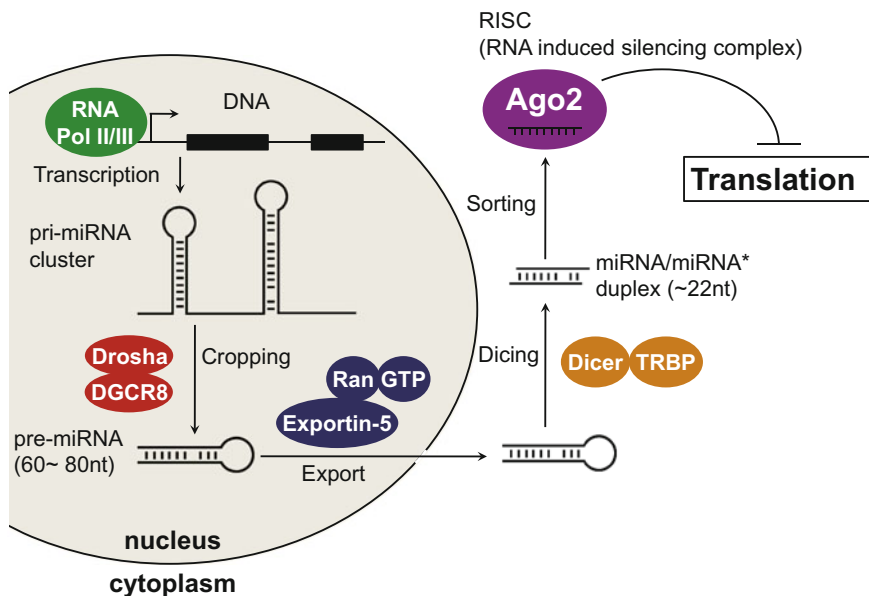 RISC
(RNA induced silencing complex)
RNA
Pol II/III
DNA
Ago2
Transcription
Translation
Sorting
pri-miRNA
cluster
miRNA/miRNA*
duplex (~22nt)
Drosha
DGCR8
Cropping
Ran
GTP
Exportin-5
Dicing
Dicer
TRBP
pre-miRNA
(60~ 80nt)
Export
nucleus
cytoplasm